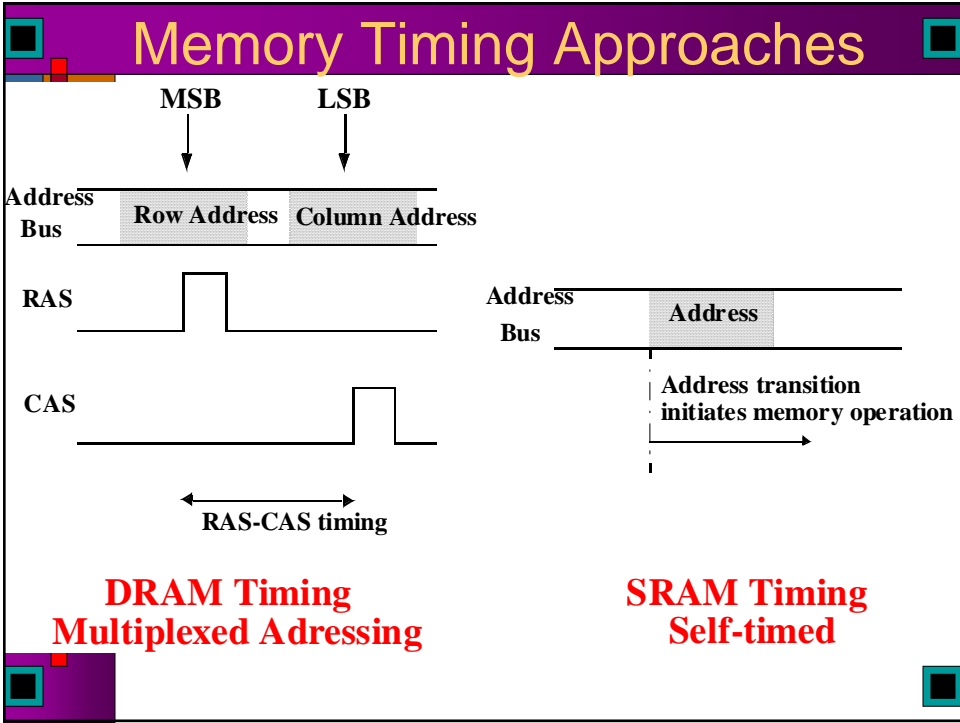 Memory Timing Approaches
MSB
LSB
Address
Bus
Row Address
Column Address
RAS
CAS
RAS-CAS timing
DRAM Timing
Multiplexed Adressing
Address
Bus
Address
Address transition
initiates memory operation
SRAM Timing
Self-timed